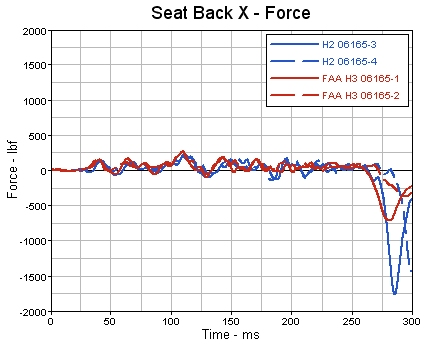 Seat Back X - Force
H2 06165-3
H2 06165-4
FAA H3 06165-1
FAA H3 06165-2
Force - lbf
2000
1500
1000
500
0
-500
-1000
-1500
-2000
0 50 100 150 200 250 300
Time - ms